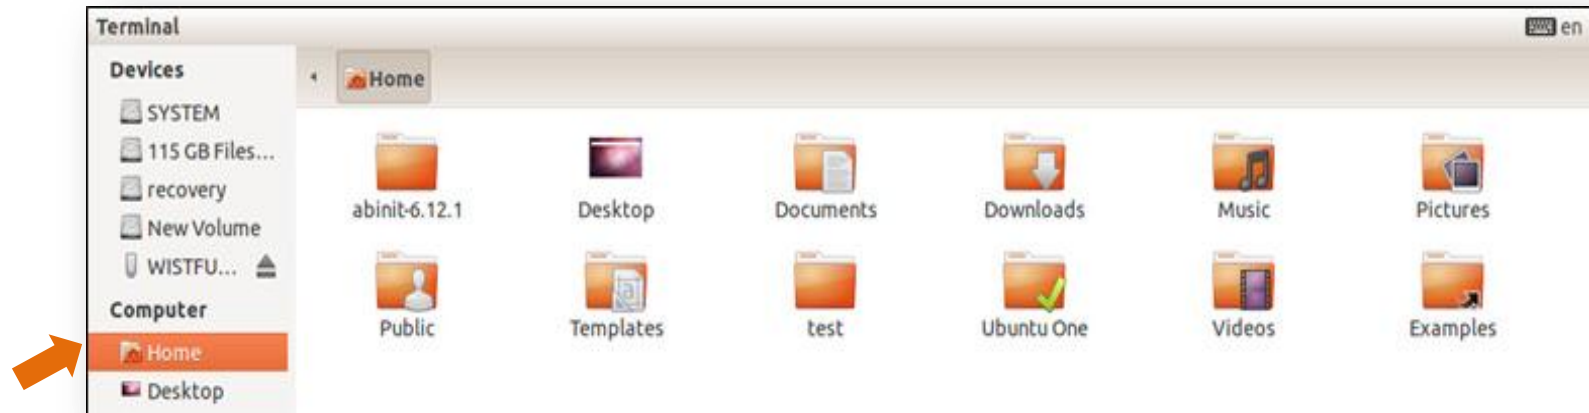 Terminal
en
Devices
SYSTEM
115 GB Files...
recovery
New Volume
WISTFU...
Computer
Home
Desktop
Home
abinit-6.12.1
Desktop
Documents
Downloads
Music
Pictures
Public
Templates
test
Ubuntu One
Videos
Examples